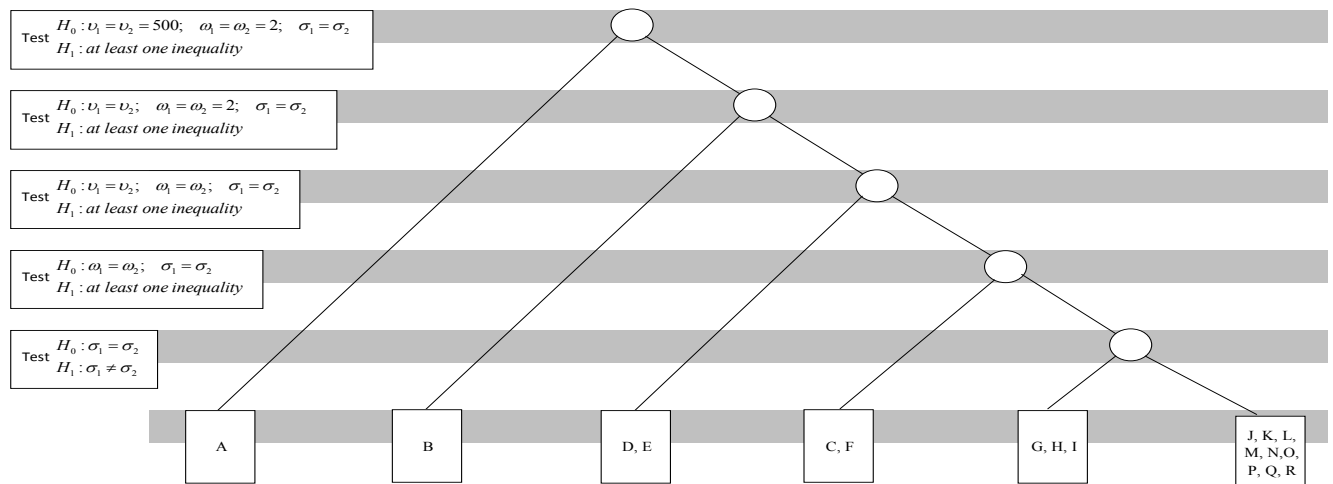 Test H₀ : υ₁ = υ₂ = 500; ω₁ = ω₂ = 2; σ₁ = σ₂
H₁ : at least one inequality
Test H₀ : υ₁ = υ₂; ω₁ = ω₂ = 2; σ₁ = σ₂
H₁ : at least one inequality
Test H₀ : υ₁ = υ₂; ω₁ = ω₂; σ₁ = σ₂
H₁ : at least one inequality
Test H₀ : ω₁ = ω₂; σ₁ = σ₂
H₁ : at least one inequality
Test H₀ : σ₁ = σ₂
H₁ : σ₁ ≠ σ₂
A
B
D, E
C, F
G, H, I
J, K, L,
M, N,O,
P, Q, R